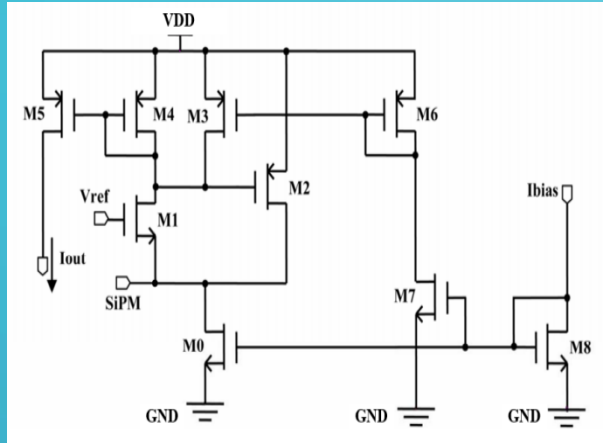 VDD
M5
M4
M3
M6
M2
Vref
M1
Ibias
Iout
SiPM
M7
M0
M8
GND
GND
GND